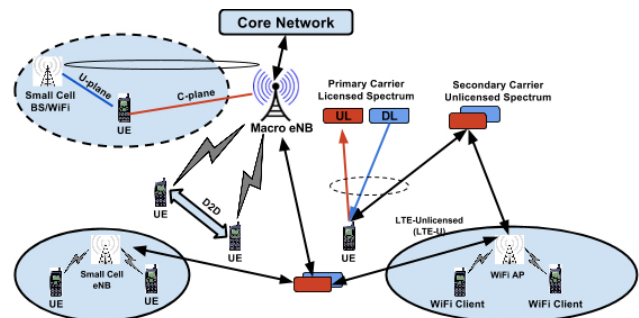 Core Network
Small Cell
BS/WiFi
U-plane
UE
C-plane
Macro eNB
Primary Carrier
Licensed Spectrum
UL
DL
Secondary Carrier
Unlicensed Spectrum
UE
D2D
UE
UE
LTE-Unlicensed
(LTE-U)
Small Cell
eNB
UE
UE
WiFi AP
WiFi Client
WiFi Client